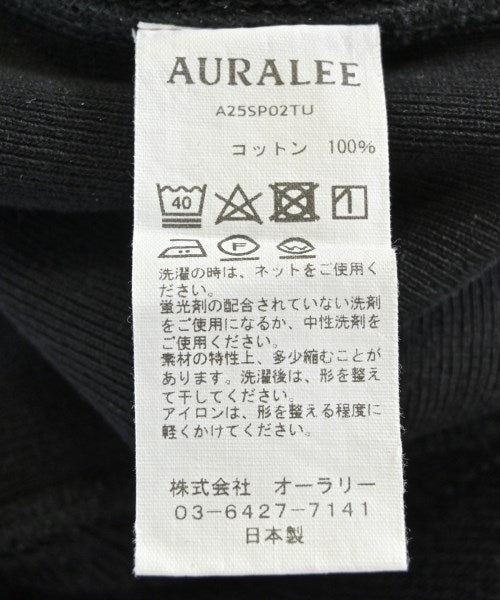 AURALEE
A25SP02TU
コットン 100%
40
F
W
洗濯の時は、ネットをご使用く
ださい。
蛍光剤の配合されていない洗剤
をご使用になるか、中性洗剤を
ご使用ください。
素材の特性上、多少縮むことが
あります。洗濯後は、形を整え
て干してください。
アイロンは、形を整える程度に
軽くかけてください。
株式会社 オーラリー
03-6427-7141
日本製